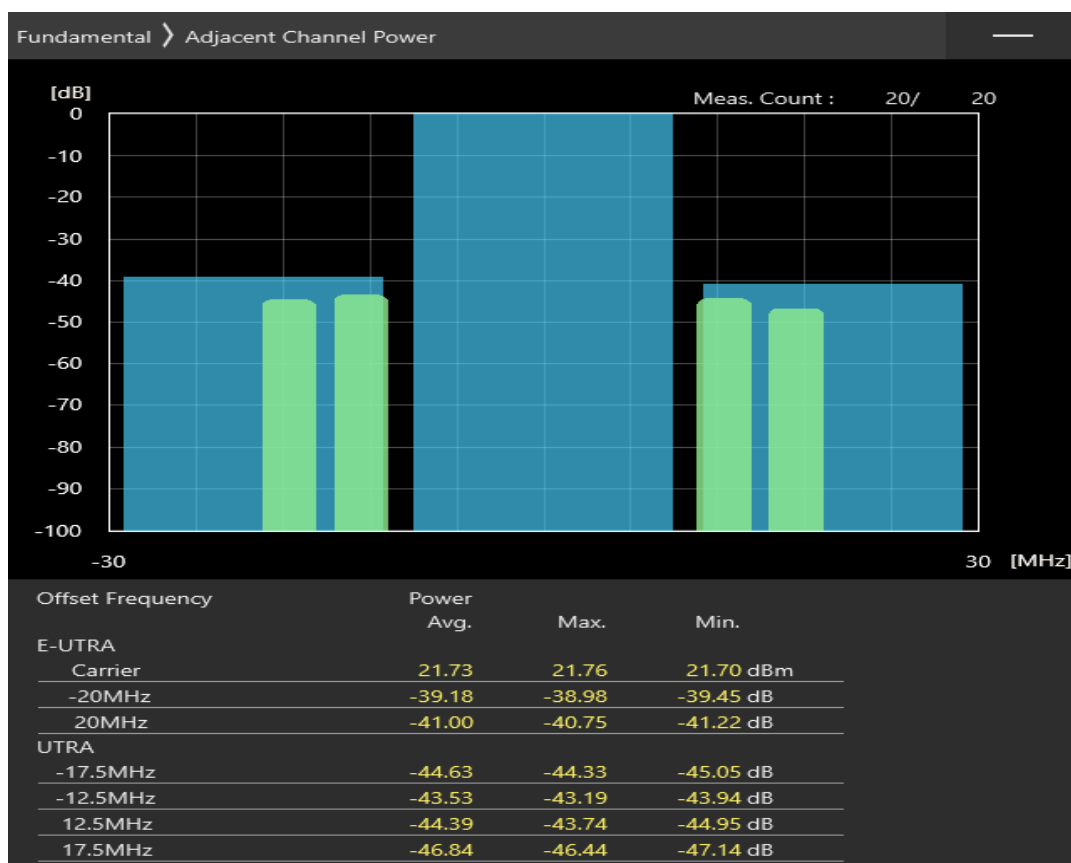 Fundamental ❯ Adjacent Channel Power
[dB]
Meas. Count : 20/ 20
0
-10
-20
-30
-40
-50
-60
-70
-80
-90
-100
-30 30 [MHz]
Offset Frequency Power
Avg. Max. Min.
E-UTRA
Carrier 21.73 21.76 21.70 dBm
-20MHz -39.18 -38.98 -39.45 dB
20MHz -41.00 -40.75 -41.22 dB
UTRA
-17.5MHz -44.63 -44.33 -45.05 dB
-12.5MHz -43.53 -43.19 -43.94 dB
12.5MHz -44.39 -43.74 -44.95 dB
17.5MHz -46.84 -46.44 -47.14 dB